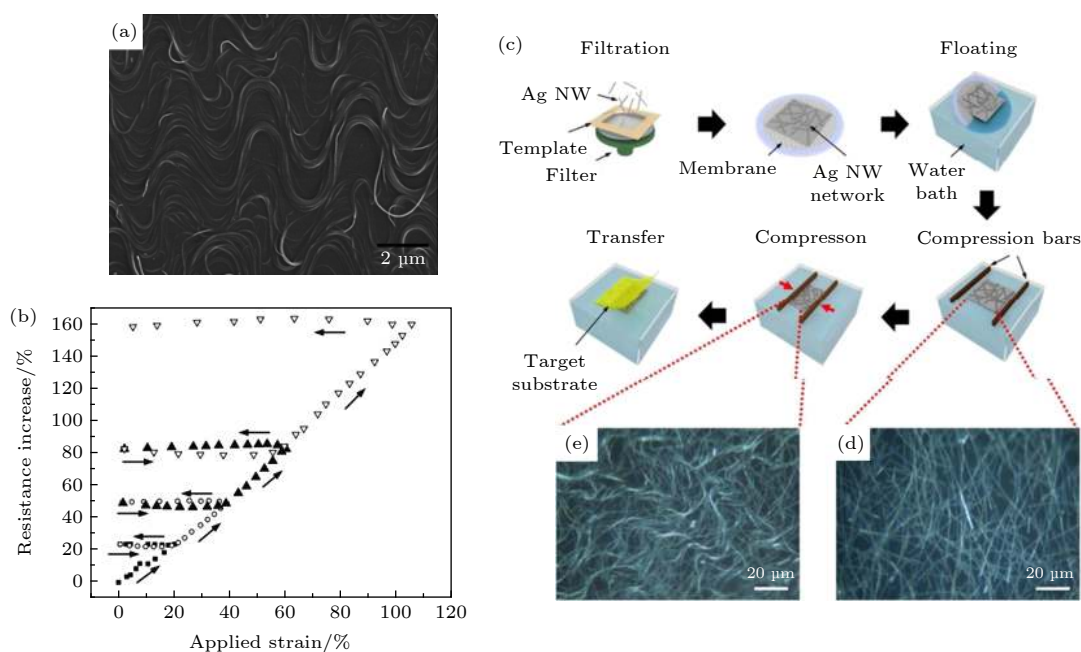 (a)
2 µm
(b)
Resistance increase/%
160
140
120
100
80
60
40
20
0
0 20 40 60 80 100 120
Applied strain/%
(c)
Filtration
Floating
Ag NW
Template
Filter
Membrane
Ag NW
network
Water
bath
Transfer
Compresson
Compression bars
Target
substrate
(e)
20 µm
(d)
20 µm